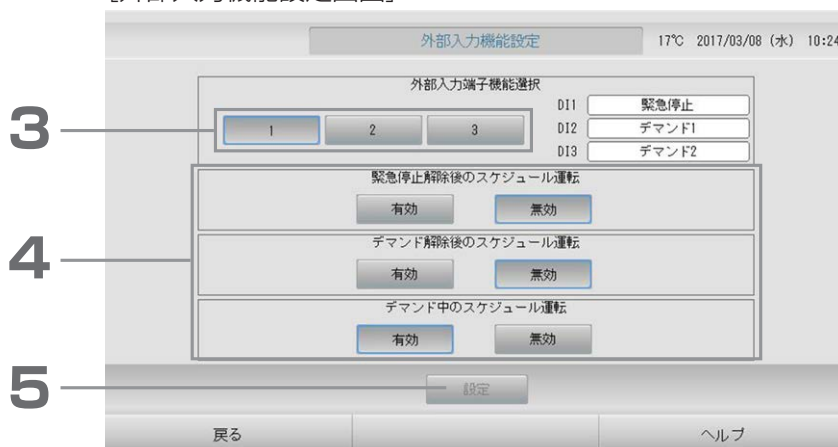 [外部入力機能設定画面]
外部入力機能設定 17℃ 2017/03/08 (水) 10:24
外部入力端子機能選択
3
1 2 3
DI1 緊急停止
DI2 デマンド1
DI3 デマンド2
緊急停止解除後のスケジュール運転
有効 無効
4
デマンド解除後のスケジュール運転
有効 無効
デマンド中のスケジュール運転
有効 無効
5
設定
戻る ヘルプ